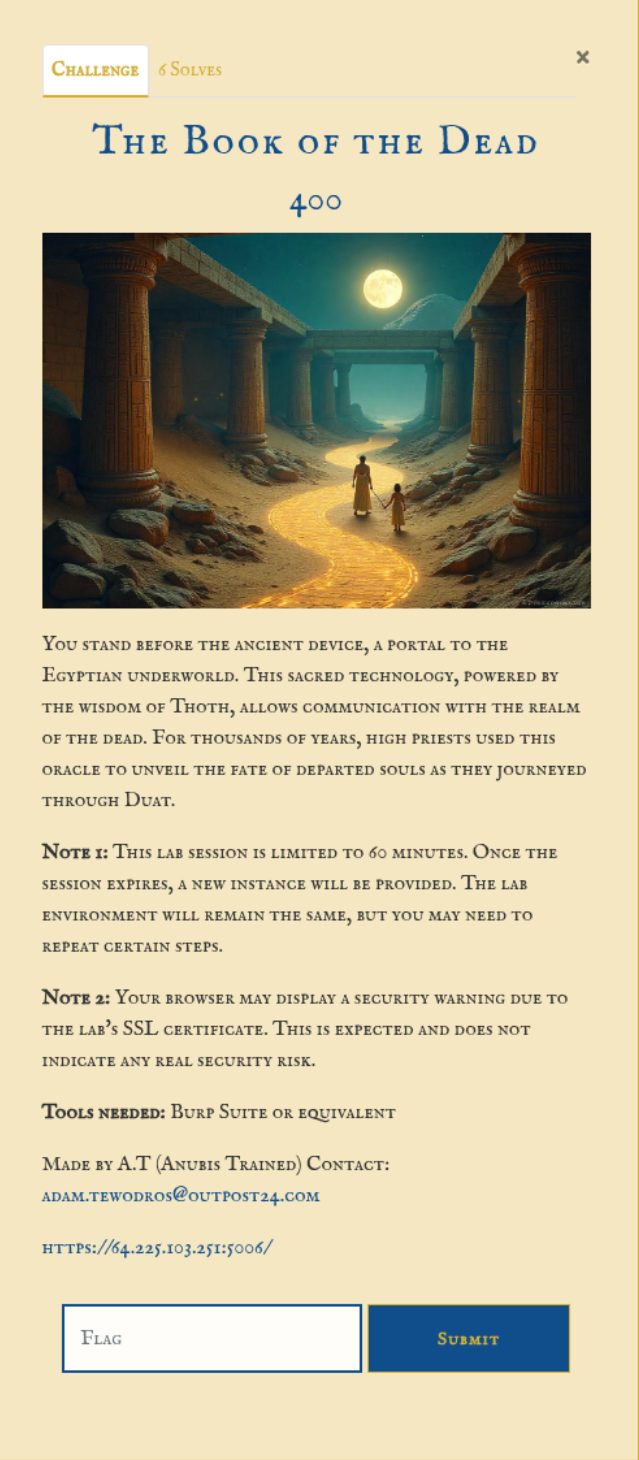 Challenge
6 Solves
×
The Book of the Dead
400
You stand before the ancient device, a portal to the
Egyptian underworld. This sacred technology, powered by
the wisdom of Thoth, allows communication with the realm
of the dead. For thousands of years, high priests used this
oracle to unveil the fate of departed souls as they journeyed
through Duat.
Note 1: This lab session is limited to 60 minutes. Once the
session expires, a new instance will be provided. The lab
environment will remain the same, but you may need to
repeat certain steps.
Note 2: Your browser may display a security warning due to
the lab's SSL certificate. This is expected and does not
indicate any real security risk.
Tools needed: Burp Suite or equivalent
Made by A.T (Anubis Trained) Contact:
adam.tewodros@outpost24.com
https://64.225.103.251:5006/
Flag
Submit